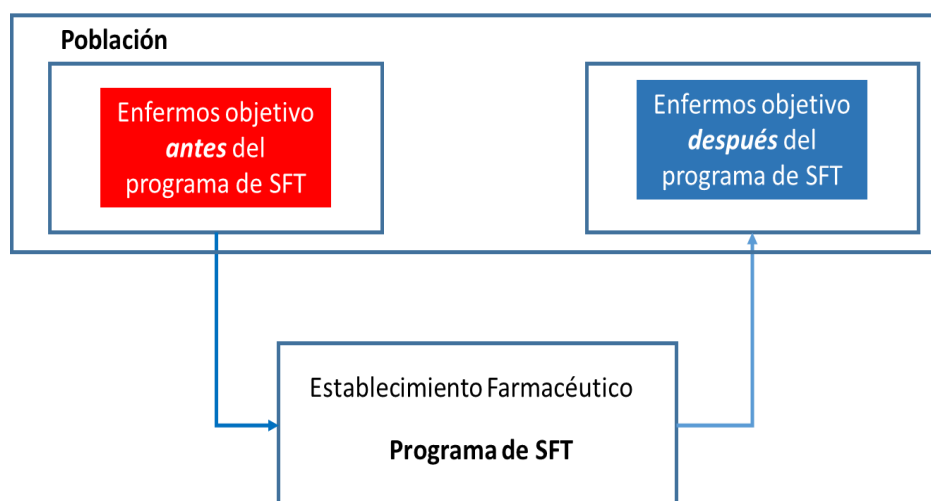 Población
Enfermos objetivo
antes del
programa de SFT
Enfermos objetivo
después del
programa de SFT
Establecimiento Farmacéutico
Programa de SFT